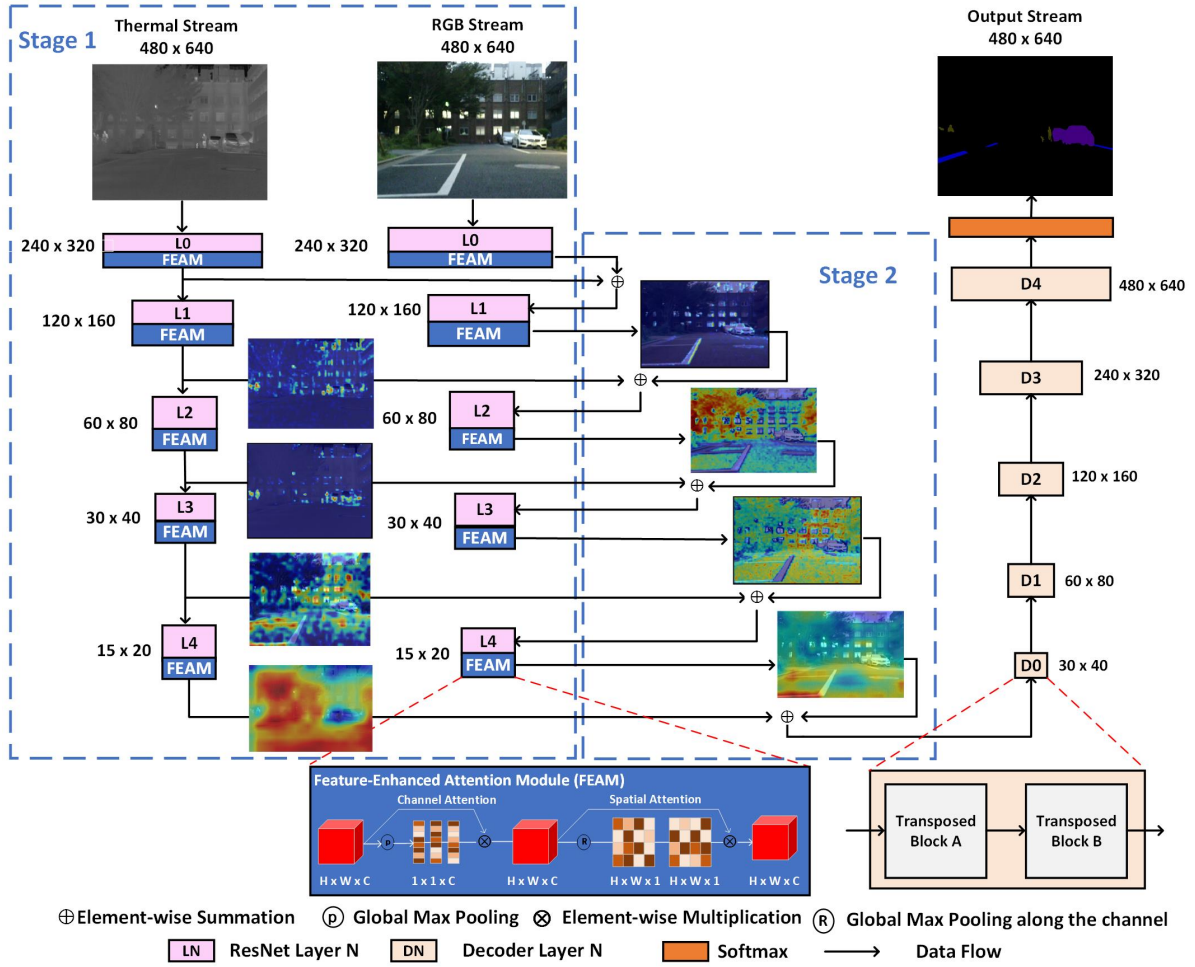 Stage 1
Thermal Stream
480 x 640
RGB Stream
480 x 640
Output Stream
480 x 640
240 x 320
L0
FEAM
240 x 320
L0
FEAM
Stage 2
D4
480 x 640
120 x 160
L1
FEAM
120 x 160
L1
FEAM
D3
240 x 320
60 x 80
L2
FEAM
60 x 80
L2
FEAM
D2
120 x 160
30 x 40
L3
FEAM
30 x 40
L3
FEAM
D1
60 x 80
15 x 20
L4
FEAM
15 x 20
L4
FEAM
D0
30 x 40
Feature-Enhanced Attention Module (FEAM)
Channel Attention
Spatial Attention
p
R
H x W x C
1 x 1 x C
H x W x C
H x W x 1
H x W x 1
H x W x C
Transposed
Block A
Transposed
Block B
Element-wise Summation
p
Global Max Pooling
Element-wise Multiplication
R
Global Max Pooling along the channel
LN
ResNet Layer N
DN
Decoder Layer N
Softmax
Data Flow